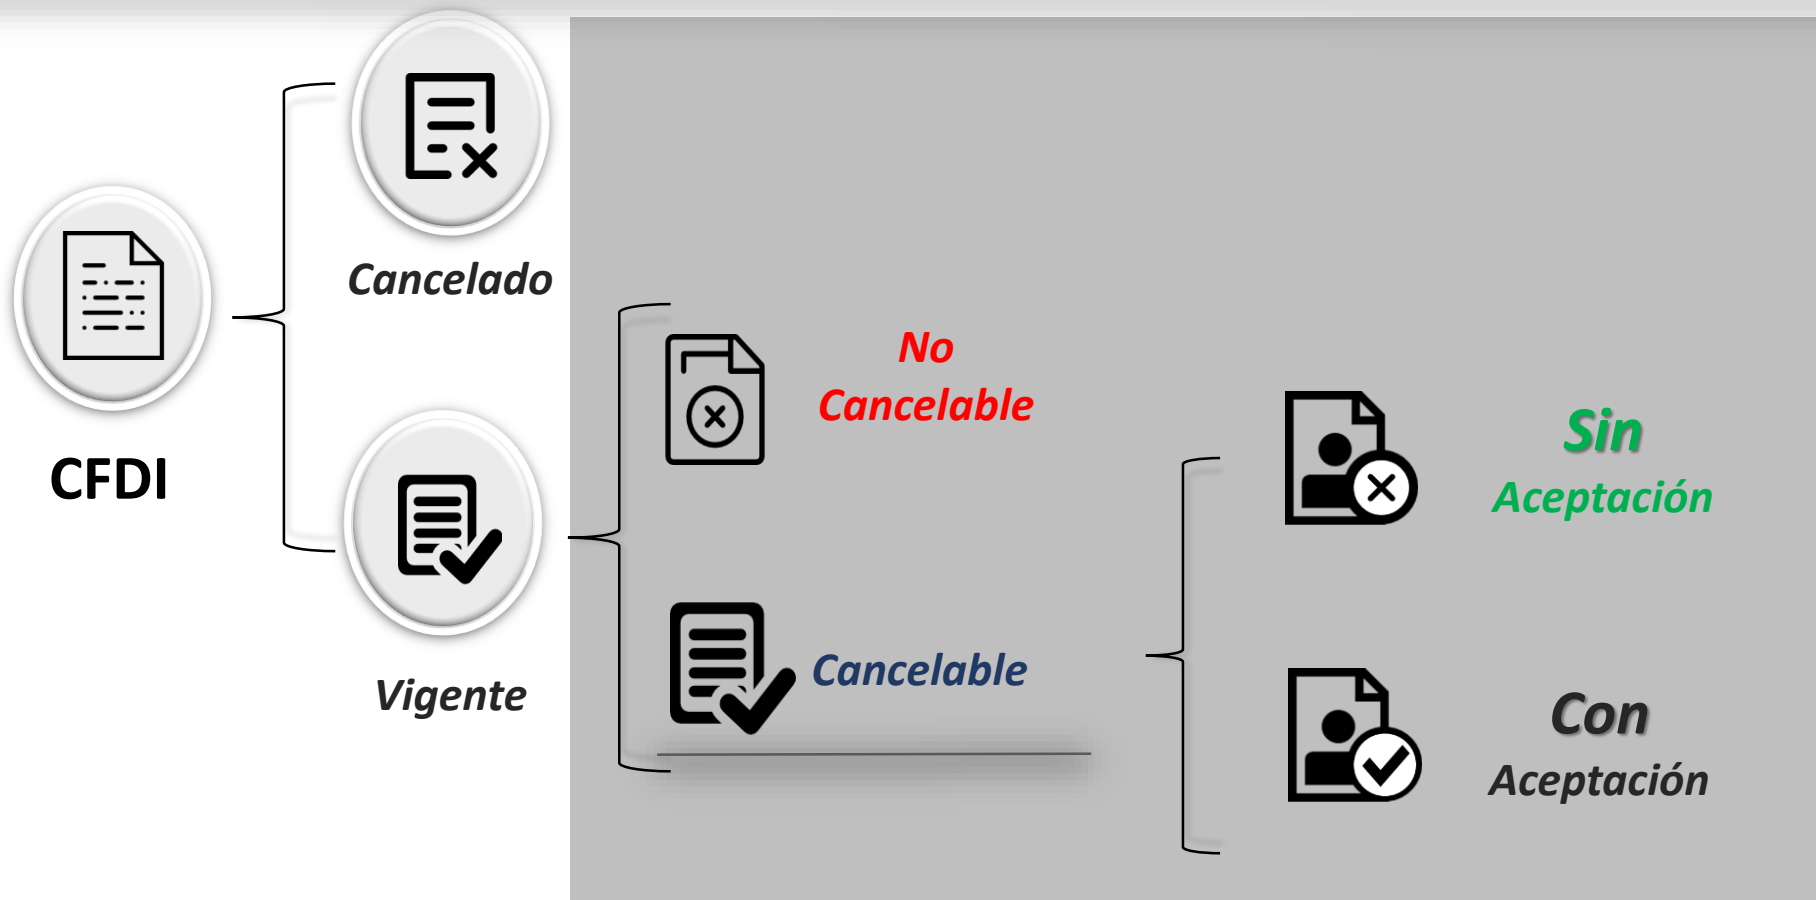 CFDI
Cancelado
Vigente
No
Cancelable
Cancelable
Sin
Aceptación
Con
Aceptación